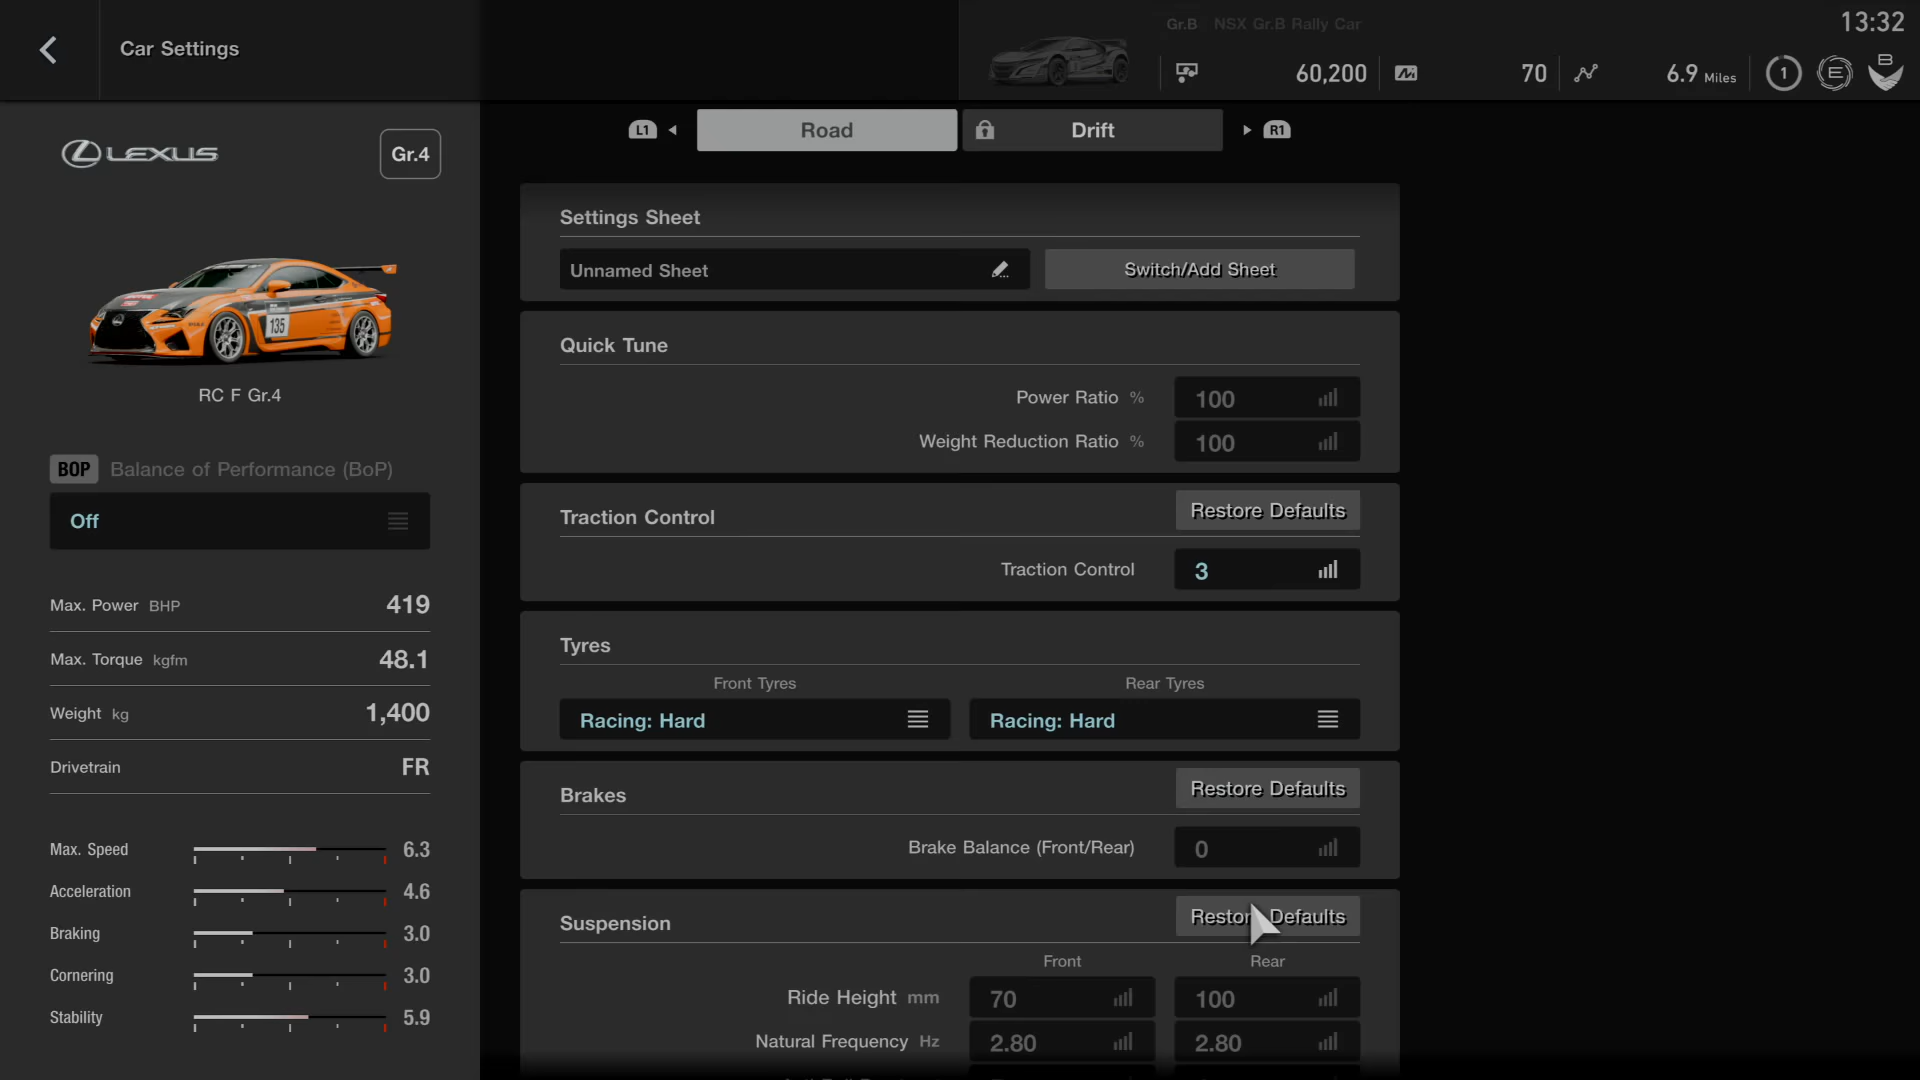 Car Settings
Gr.B NSX Gr.B Rally Car
13:32
60,200
70
6.9 Miles
1
E
B
L1
Road
Drift
R1
LEXUS
Gr.4
135
RC F Gr.4
BOP Balance of Performance (BoP)
Off
Max. Power BHP 419
Max. Torque kgfm 48.1
Weight kg 1,400
Drivetrain FR
Max. Speed 6.3
Acceleration 4.6
Braking 3.0
Cornering 3.0
Stability 5.9
Settings Sheet
Unnamed Sheet
Switch/Add Sheet
Quick Tune
Power Ratio % 100
Weight Reduction Ratio % 100
Traction Control
Restore Defaults
Traction Control 3
Tyres
Front Tyres
Rear Tyres
Racing: Hard
Racing: Hard
Brakes
Restore Defaults
Brake Balance (Front/Rear) 0
Suspension
Restore Defaults
Front
Rear
Ride Height mm 70 100
Natural Frequency Hz 2.80 2.80